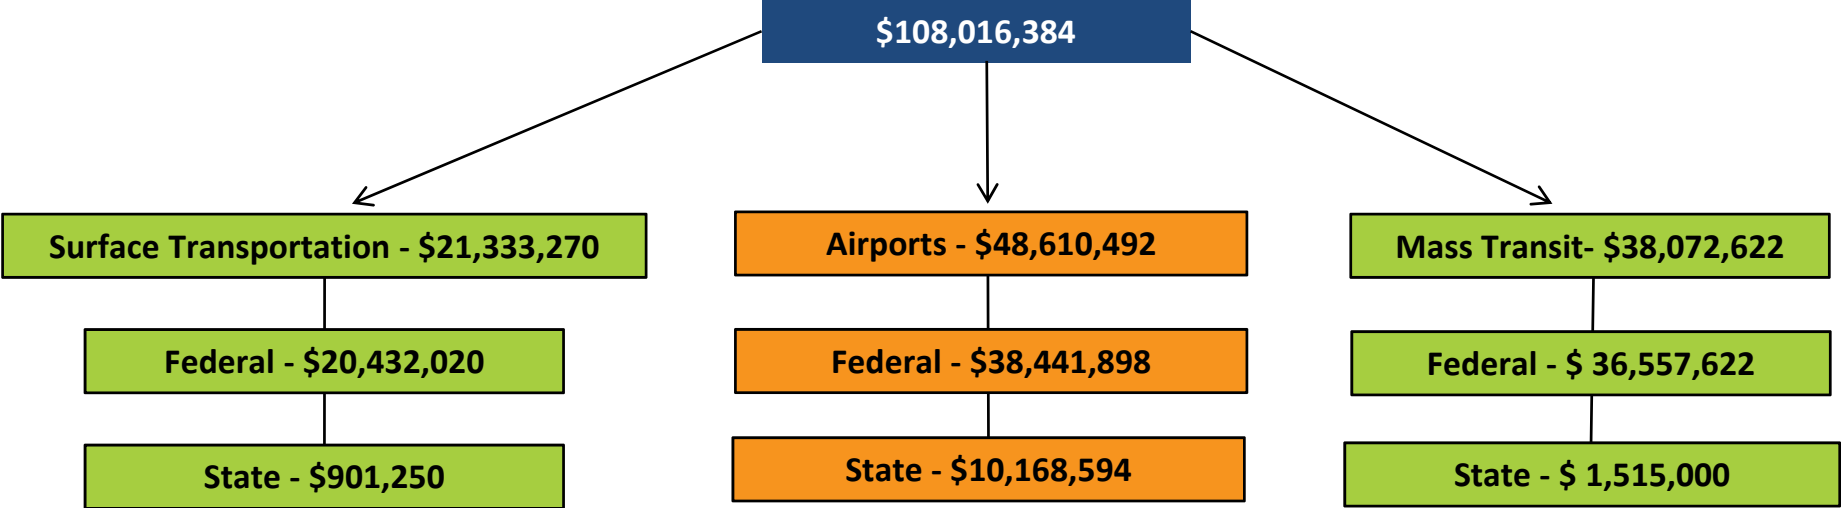 $108,016,384
Surface Transportation - $21,333,270
Airports - $48,610,492
Mass Transit- $38,072,622
Federal - $20,432,020
Federal - $38,441,898
Federal - $ 36,557,622
State - $901,250
State - $10,168,594
State - $ 1,515,000